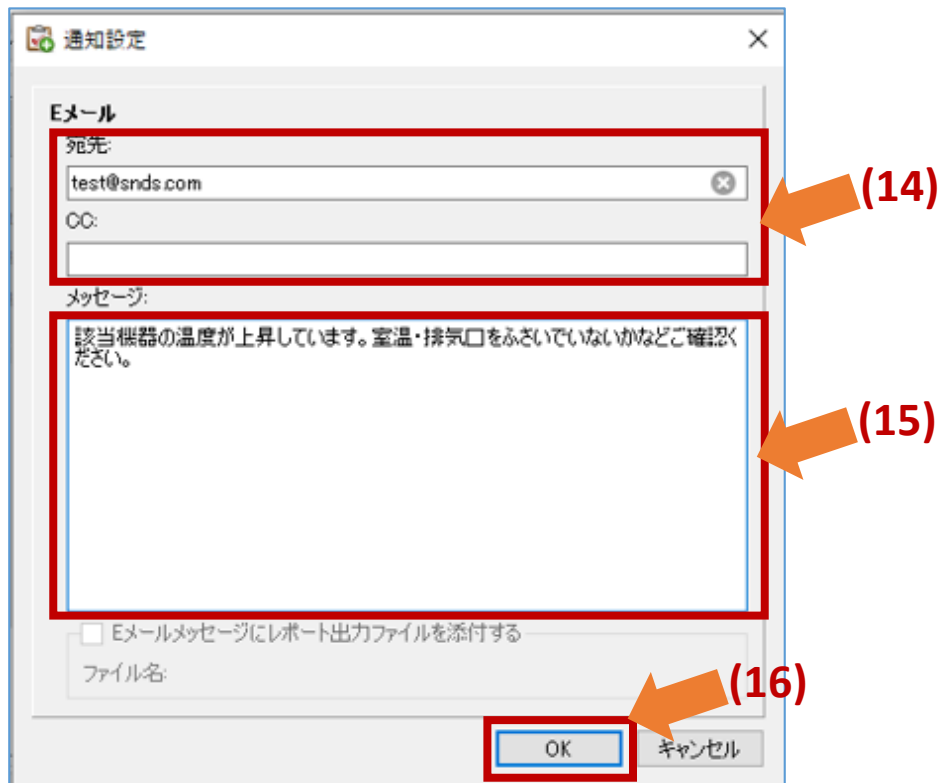 通知設定
Eメール
宛先:
test@snds.com
(14)
CC:
メッセージ:
該当機器の温度が上昇しています。室温・排気口をふさいでいないかなどご確認く
ださい。
(15)
Eメールメッセージにレポート出力ファイルを添付する
ファイル名:
(16)
OK
キャンセル